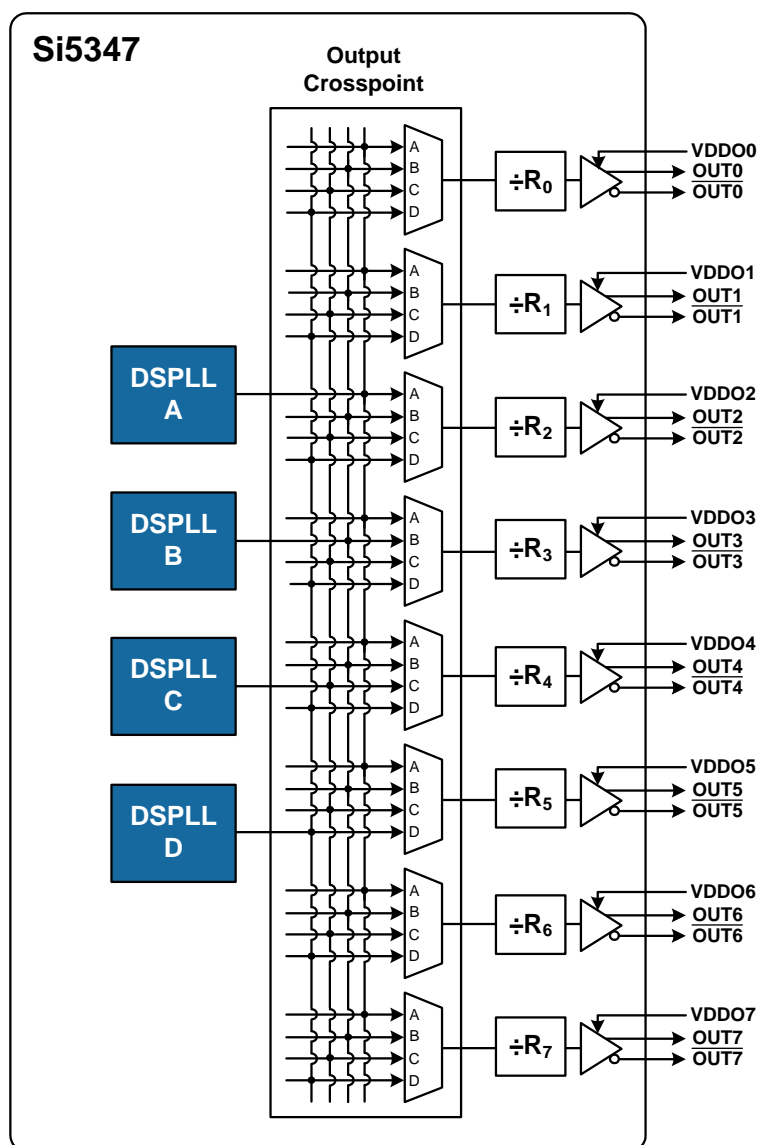 Si5347
Output
Crosspoint
A
B
C
D
÷R0
VDDO0
OUT0
OUT0
A
B
C
D
÷R1
VDDO1
OUT1
OUT1
DSPLL
A
A
B
C
D
÷R2
VDDO2
OUT2
OUT2
DSPLL
B
A
B
C
D
÷R3
VDDO3
OUT3
OUT3
DSPLL
C
A
B
C
D
÷R4
VDDO4
OUT4
OUT4
DSPLL
D
A
B
C
D
÷R5
VDDO5
OUT5
OUT5
A
B
C
D
÷R6
VDDO6
OUT6
OUT6
A
B
C
D
÷R7
VDDO7
OUT7
OUT7